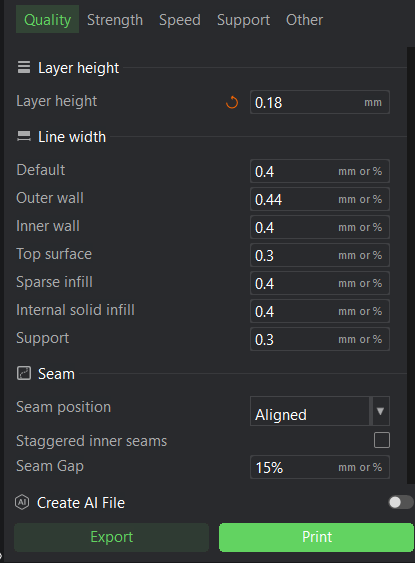 Quality Strength Speed Support Other
Layer height
Layer height 0.18 mm
Line width
Default 0.4 mm or %
Outer wall 0.44 mm or %
Inner wall 0.4 mm or %
Top surface 0.3 mm or %
Sparse infill 0.4 mm or %
Internal solid infill 0.4 mm or %
Support 0.3 mm or %
Seam
Seam position Aligned
Staggered inner seams
Seam Gap 15% mm or %
AI Create AI File
Export Print